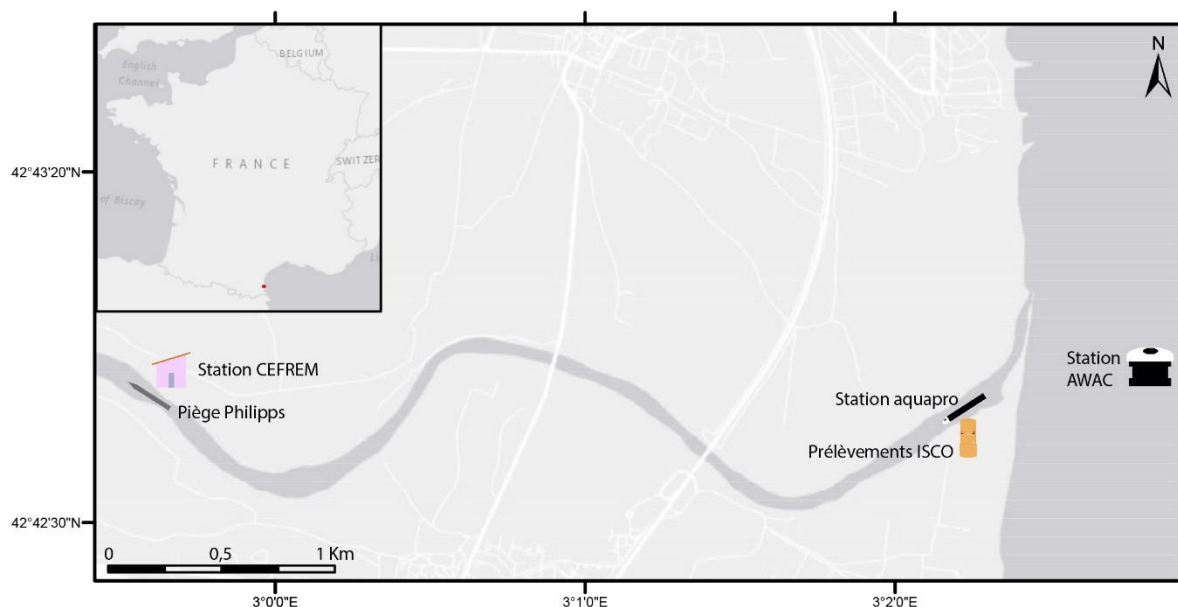 BELGIUM
English
Channel
FRANCE
SWITZER
of Biscay
Li
N
42°43'20"N
Station CEFREM
Piège Philipps
Station
AWAC
Station aquapro
Prélèvements ISCO
42°42'30"N
0 0,5 1 Km
3°0'0"E 3°1'0"E 3°2'0"E